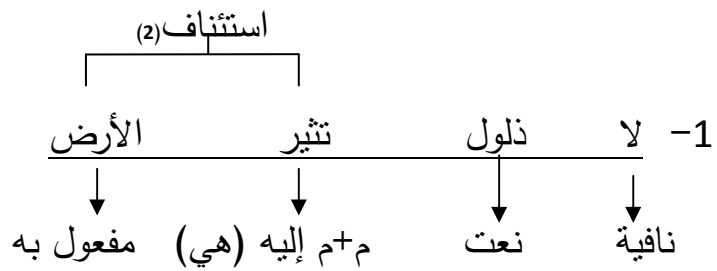 استئناف(2)
1- لا ذلول تثير الأرض
نافية نعت م+م إليه (هي) مفعول به